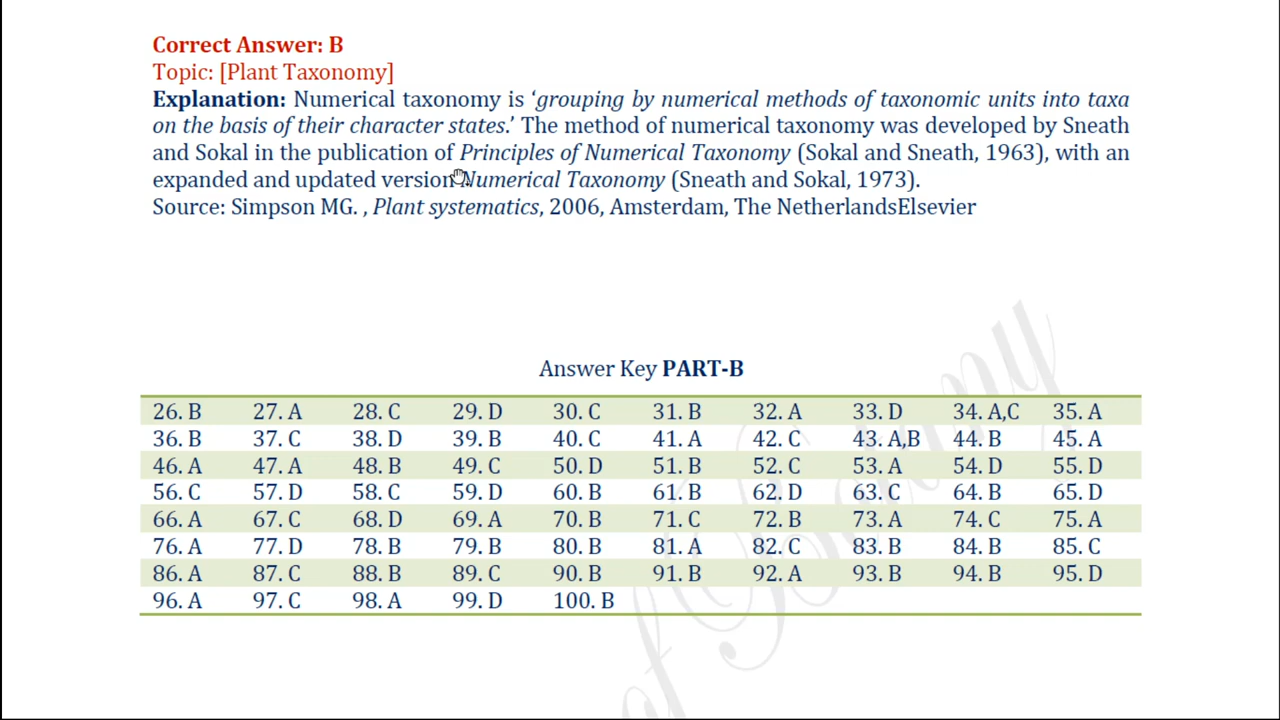 Correct Answer: B
Topic: [Plant Taxonomy]
Explanation: Numerical taxonomy is ‘grouping by numerical methods of taxonomic units into taxa
on the basis of their character states.’ The method of numerical taxonomy was developed by Sneath
and Sokal in the publication of Principles of Numerical Taxonomy (Sokal and Sneath, 1963), with an
expanded and updated version Numerical Taxonomy (Sneath and Sokal, 1973).
Source: Simpson MG. , Plant systematics, 2006, Amsterdam, The NetherlandsElsevier
Answer Key PART-B
26. B 27. A 28. C 29. D 30. C 31. B 32. A 33. D 34. A,C 35. A
36. B 37. C 38. D 39. B 40. C 41. A 42. C 43. A,B 44. B 45. A
46. A 47. A 48. B 49. C 50. D 51. B 52. C 53. A 54. D 55. D
56. C 57. D 58. C 59. D 60. B 61. B 62. D 63. C 64. B 65. D
66. A 67. C 68. D 69. A 70. B 71. C 72. B 73. A 74. C 75. A
76. A 77. D 78. B 79. B 80. B 81. A 82. C 83. B 84. B 85. C
86. A 87. C 88. B 89. C 90. B 91. B 92. A 93. B 94. B 95. D
96. A 97. C 98. A 99. D 100. B
of Botany